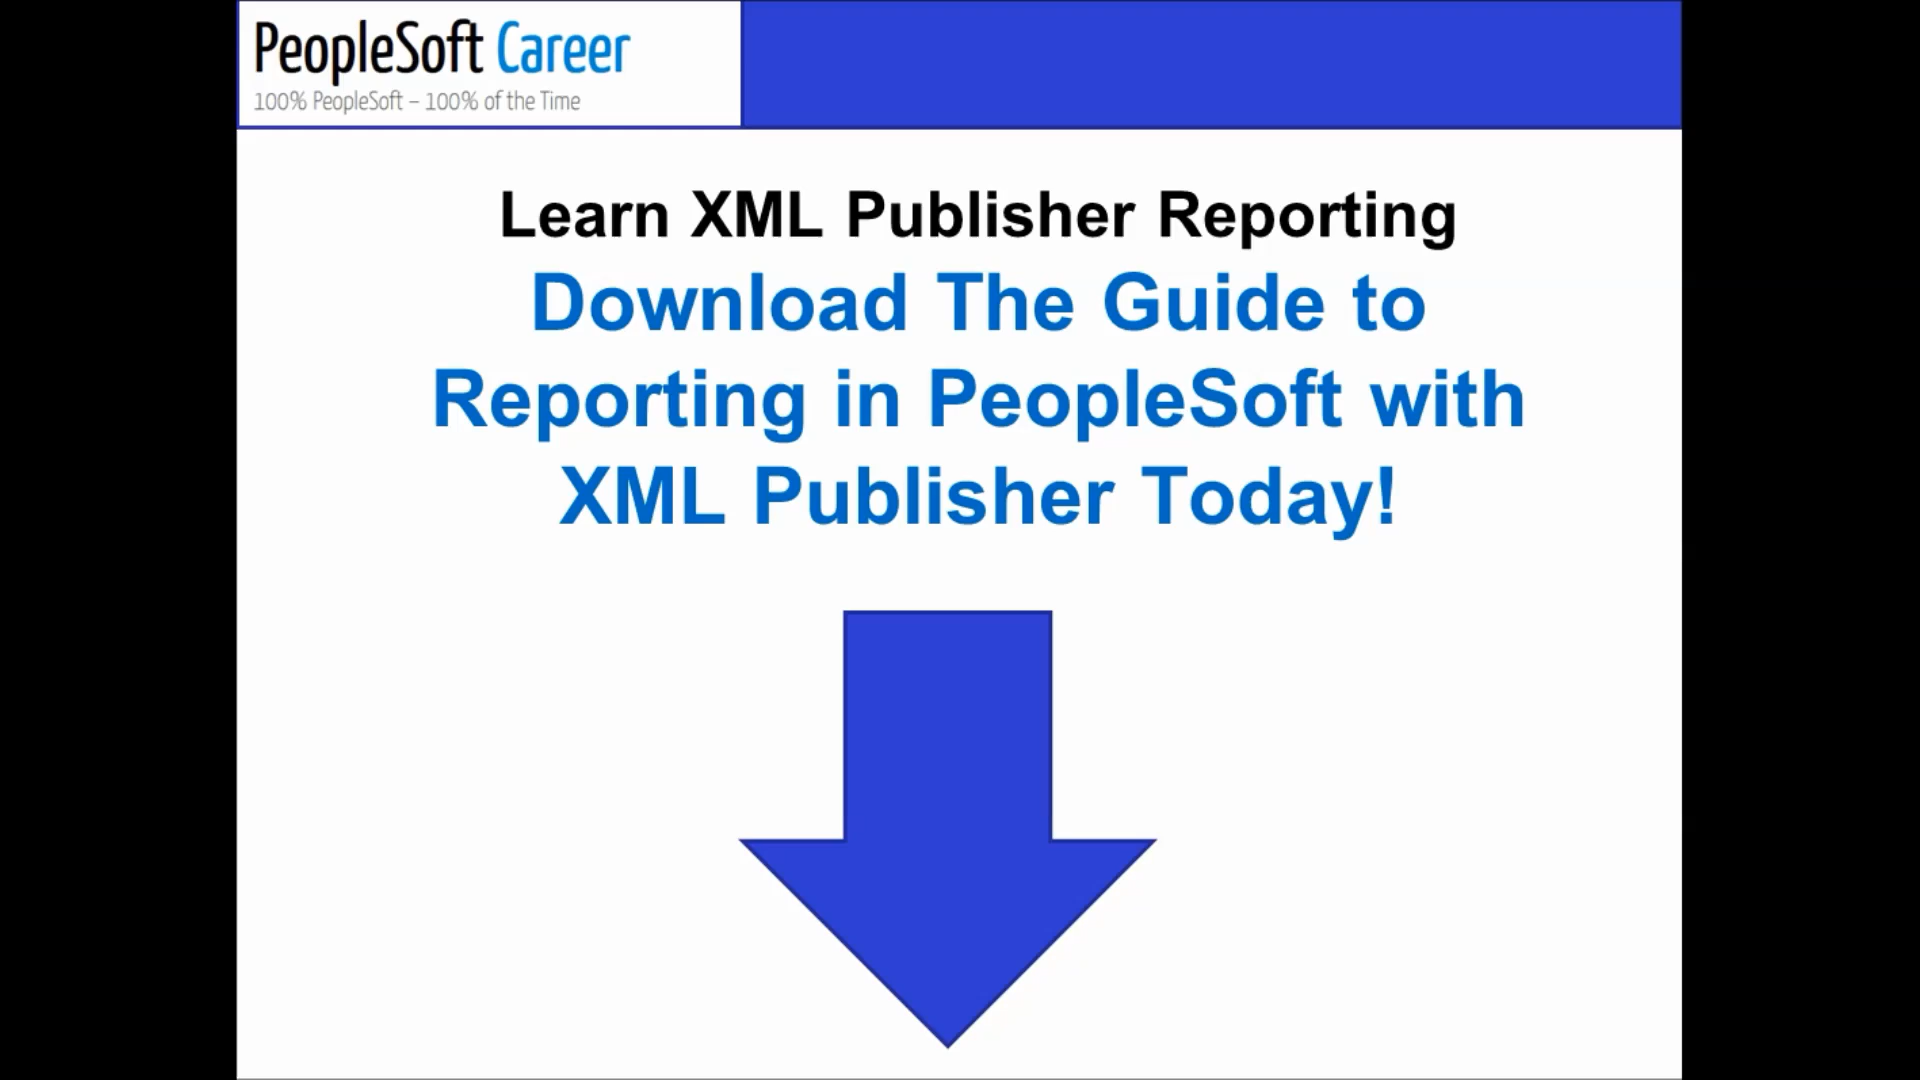 PeopleSoft Career
100% PeopleSoft – 100% of the Time
Learn XML Publisher Reporting
Download The Guide to
Reporting in PeopleSoft with
XML Publisher Today!